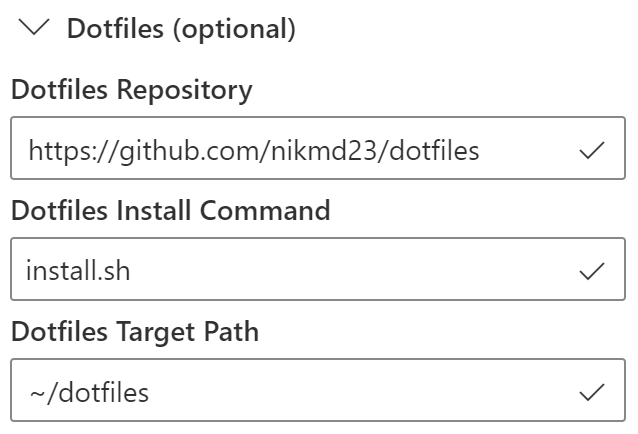 Dotfiles (optional)
Dotfiles Repository
https://github.com/nikmd23/dotfiles
Dotfiles Install Command
install.sh
Dotfiles Target Path
~/dotfiles